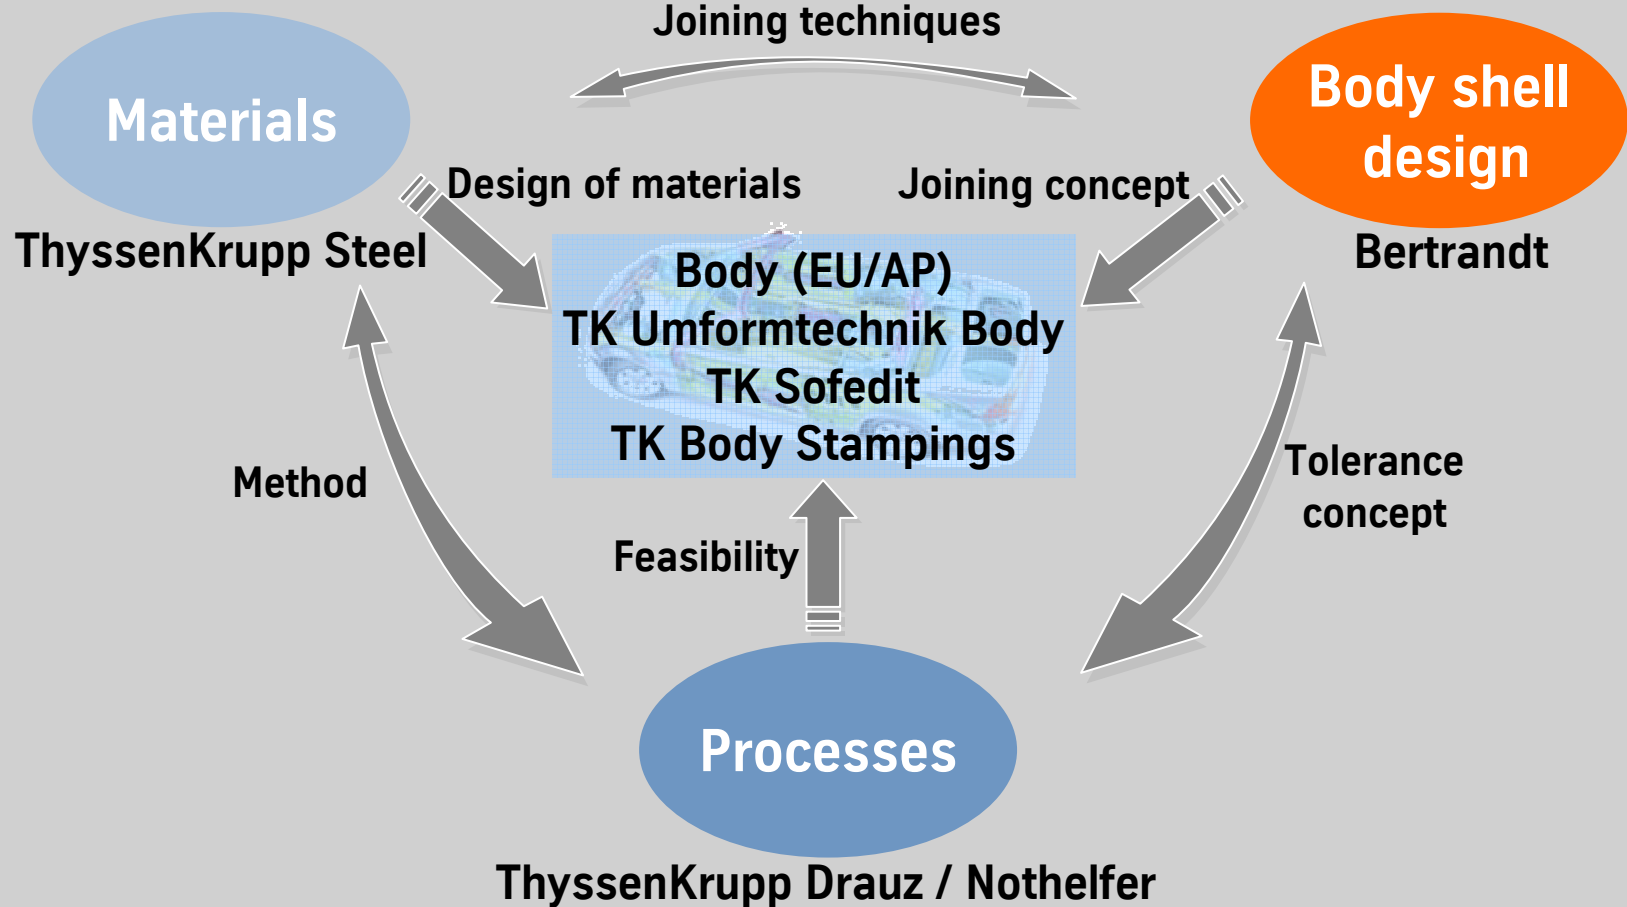 Joining techniques
Materials
Body shell
design
Design of materials
Joining concept
ThyssenKrupp Steel
Bertrandt
Body (EU/AP)
TK Umformtechnik Body
TK Sofedit
TK Body Stampings
Method
Tolerance
concept
Feasibility
Processes
ThyssenKrupp Drauz / Nothelfer